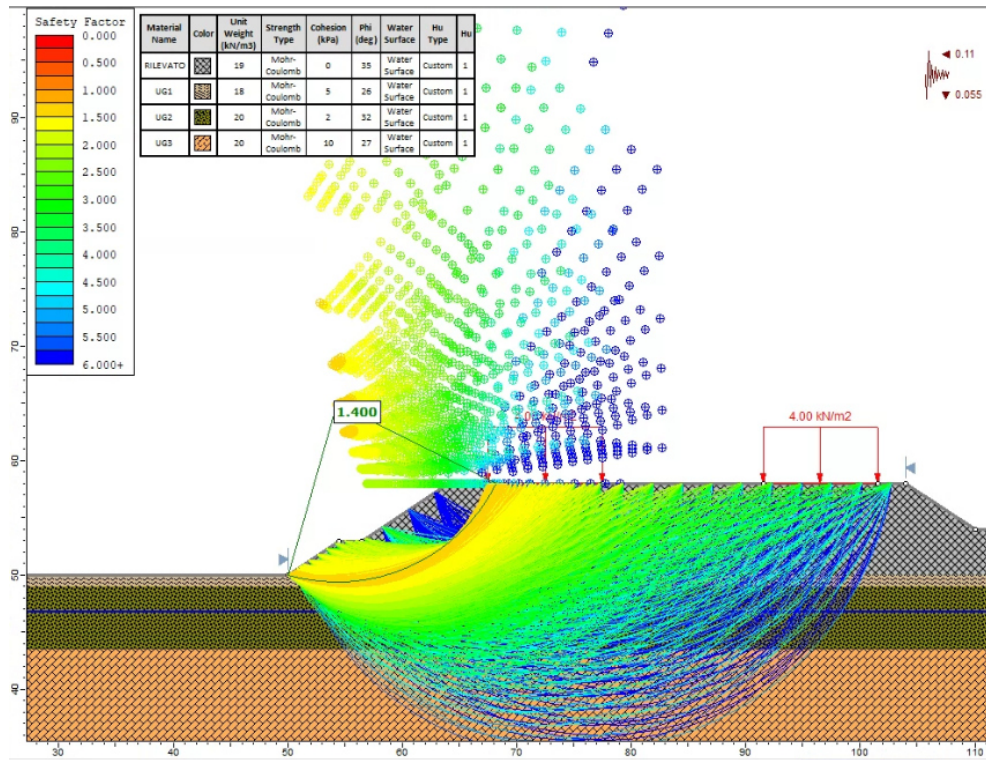 Safety Factor
0.000
0.500
1.000
1.500
2.000
2.500
3.000
3.500
4.000
4.500
5.000
5.500
6.000+
Material Name Color Unit Weight (kN/m3) Strength Type Cohesion (kPa) Phi (deg) Water Surface Hu Type Hu
RILEVATO 19 Mohr-Coulomb 0 35 Water Surface Custom 1
UG1 18 Mohr-Coulomb 5 26 Water Surface Custom 1
UG2 20 Mohr-Coulomb 2 32 Water Surface Custom 1
UG3 20 Mohr-Coulomb 10 27 Water Surface Custom 1
0.11
0.055
1.400
4.00 kN/m2
90
80
70
60
50
40
30 40 50 60 70 80 90 100 110